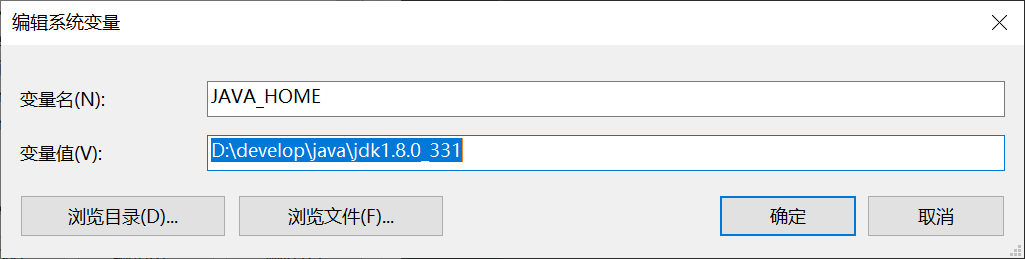 编辑系统变量
变量名(N):
JAVA_HOME
变量值(V):
D:\develop\java\jdk1.8.0_331
浏览目录(D)...
浏览文件(F)...
确定
取消